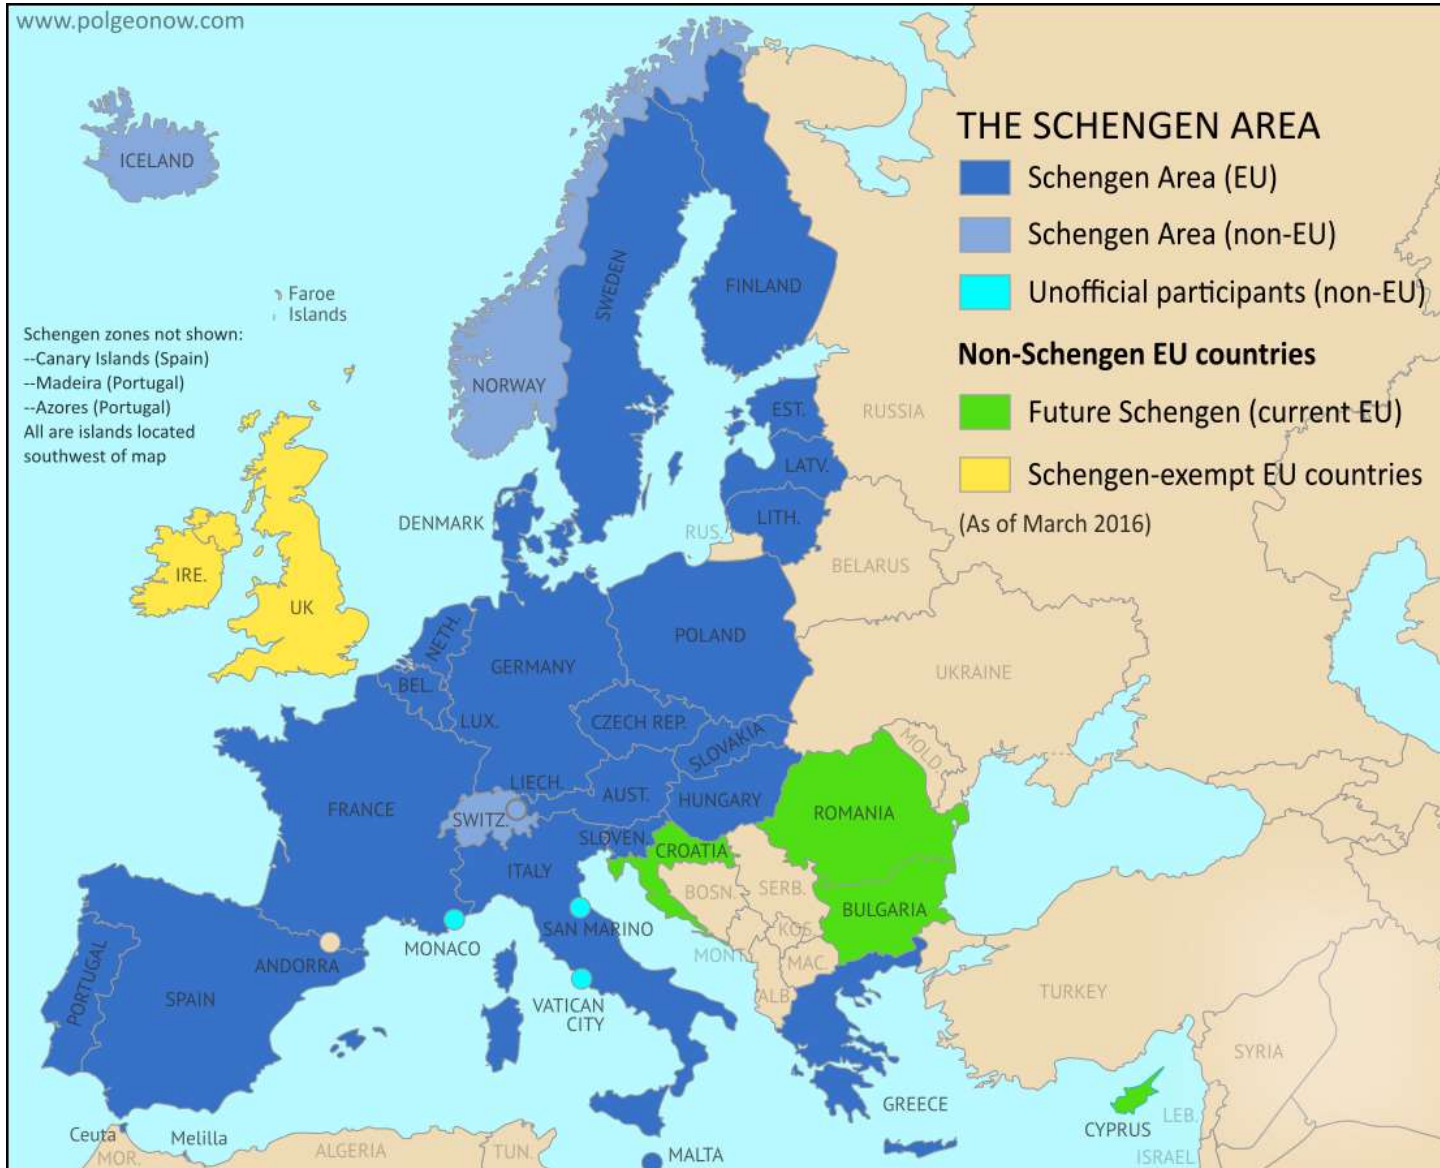 www.polgeonow.com
THE SCHENGEN AREA
Schengen Area (EU)
Schengen Area (non-EU)
Unofficial participants (non-EU)
Non-Schengen EU countries
Future Schengen (current EU)
Schengen-exempt EU countries
(As of March 2016)
ICELAND
Faroe
Islands
Schengen zones not shown:
--Canary Islands (Spain)
--Madeira (Portugal)
--Azores (Portugal)
All are islands located
southwest of map
SWEDEN
FINLAND
NORWAY
RUSSIA
EST.
LATV.
LITH.
DENMARK
RUS.
BELARUS
IRE.
UK
NETH.
POLAND
GERMANY
BEL.
UKRAINE
LUX.
CZECH REP.
SLOVAKIA
MOLD.
LIECH.
AUST.
HUNGARY
FRANCE
SWITZ.
ROMANIA
SLOVEN.
CROATIA
ITALY
BOSN.
SERB.
BULGARIA
SAN MARINO
KOS.
MONACO
MONT.
MAC.
ANDORRA
PORTUGAL
SPAIN
VATICAN
CITY
ALB.
TURKEY
SYRIA
GREECE
CYPRUS
LEB.
Ceuta
Melilla
MOR.
ALGERIA
TUN.
MALTA
ISRAEL